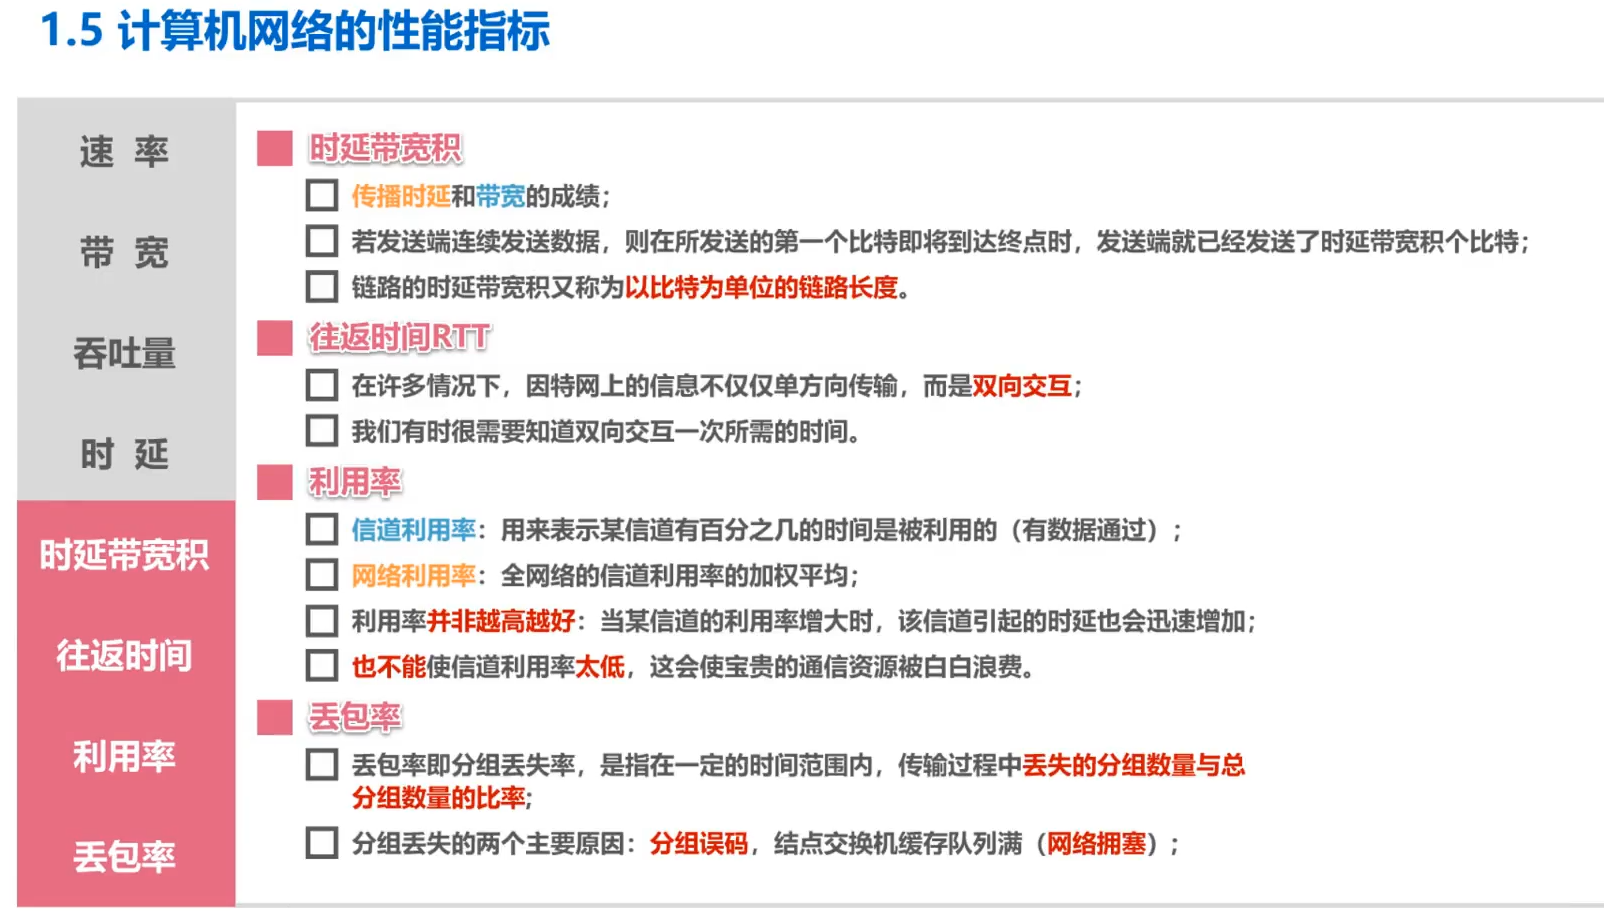 1.5 计算机网络的性能指标
速 率
带 宽
吞吐量
时 延
时延带宽积
往返时间
利用率
丢包率
时延带宽积
传播时延和带宽的成绩；
若发送端连续发送数据，则在所发送的第一个比特即将到达终点时，发送端就已经发送了时延带宽积个比特；
链路的时延带宽积又称为以比特为单位的链路长度。
往返时间RTT
在许多情况下，因特网上的信息不仅仅单方向传输，而是双向交互；
我们有时很需要知道双向交互一次所需的时间。
利用率
信道利用率：用来表示某信道有百分之几的时间是被利用的（有数据通过）；
网络利用率：全网络的信道利用率的加权平均；
利用率并非越高越好：当某信道的利用率增大时，该信道引起的时延也会迅速增加；
也不能使信道利用率太低，这会使宝贵的通信资源被白白浪费。
丢包率
丢包率即分组丢失率，是指在一定的时间范围内，传输过程中丢失的分组数量与总
分组数量的比率；
分组丢失的两个主要原因：分组误码，结点交换机缓存队列满（网络拥塞）；